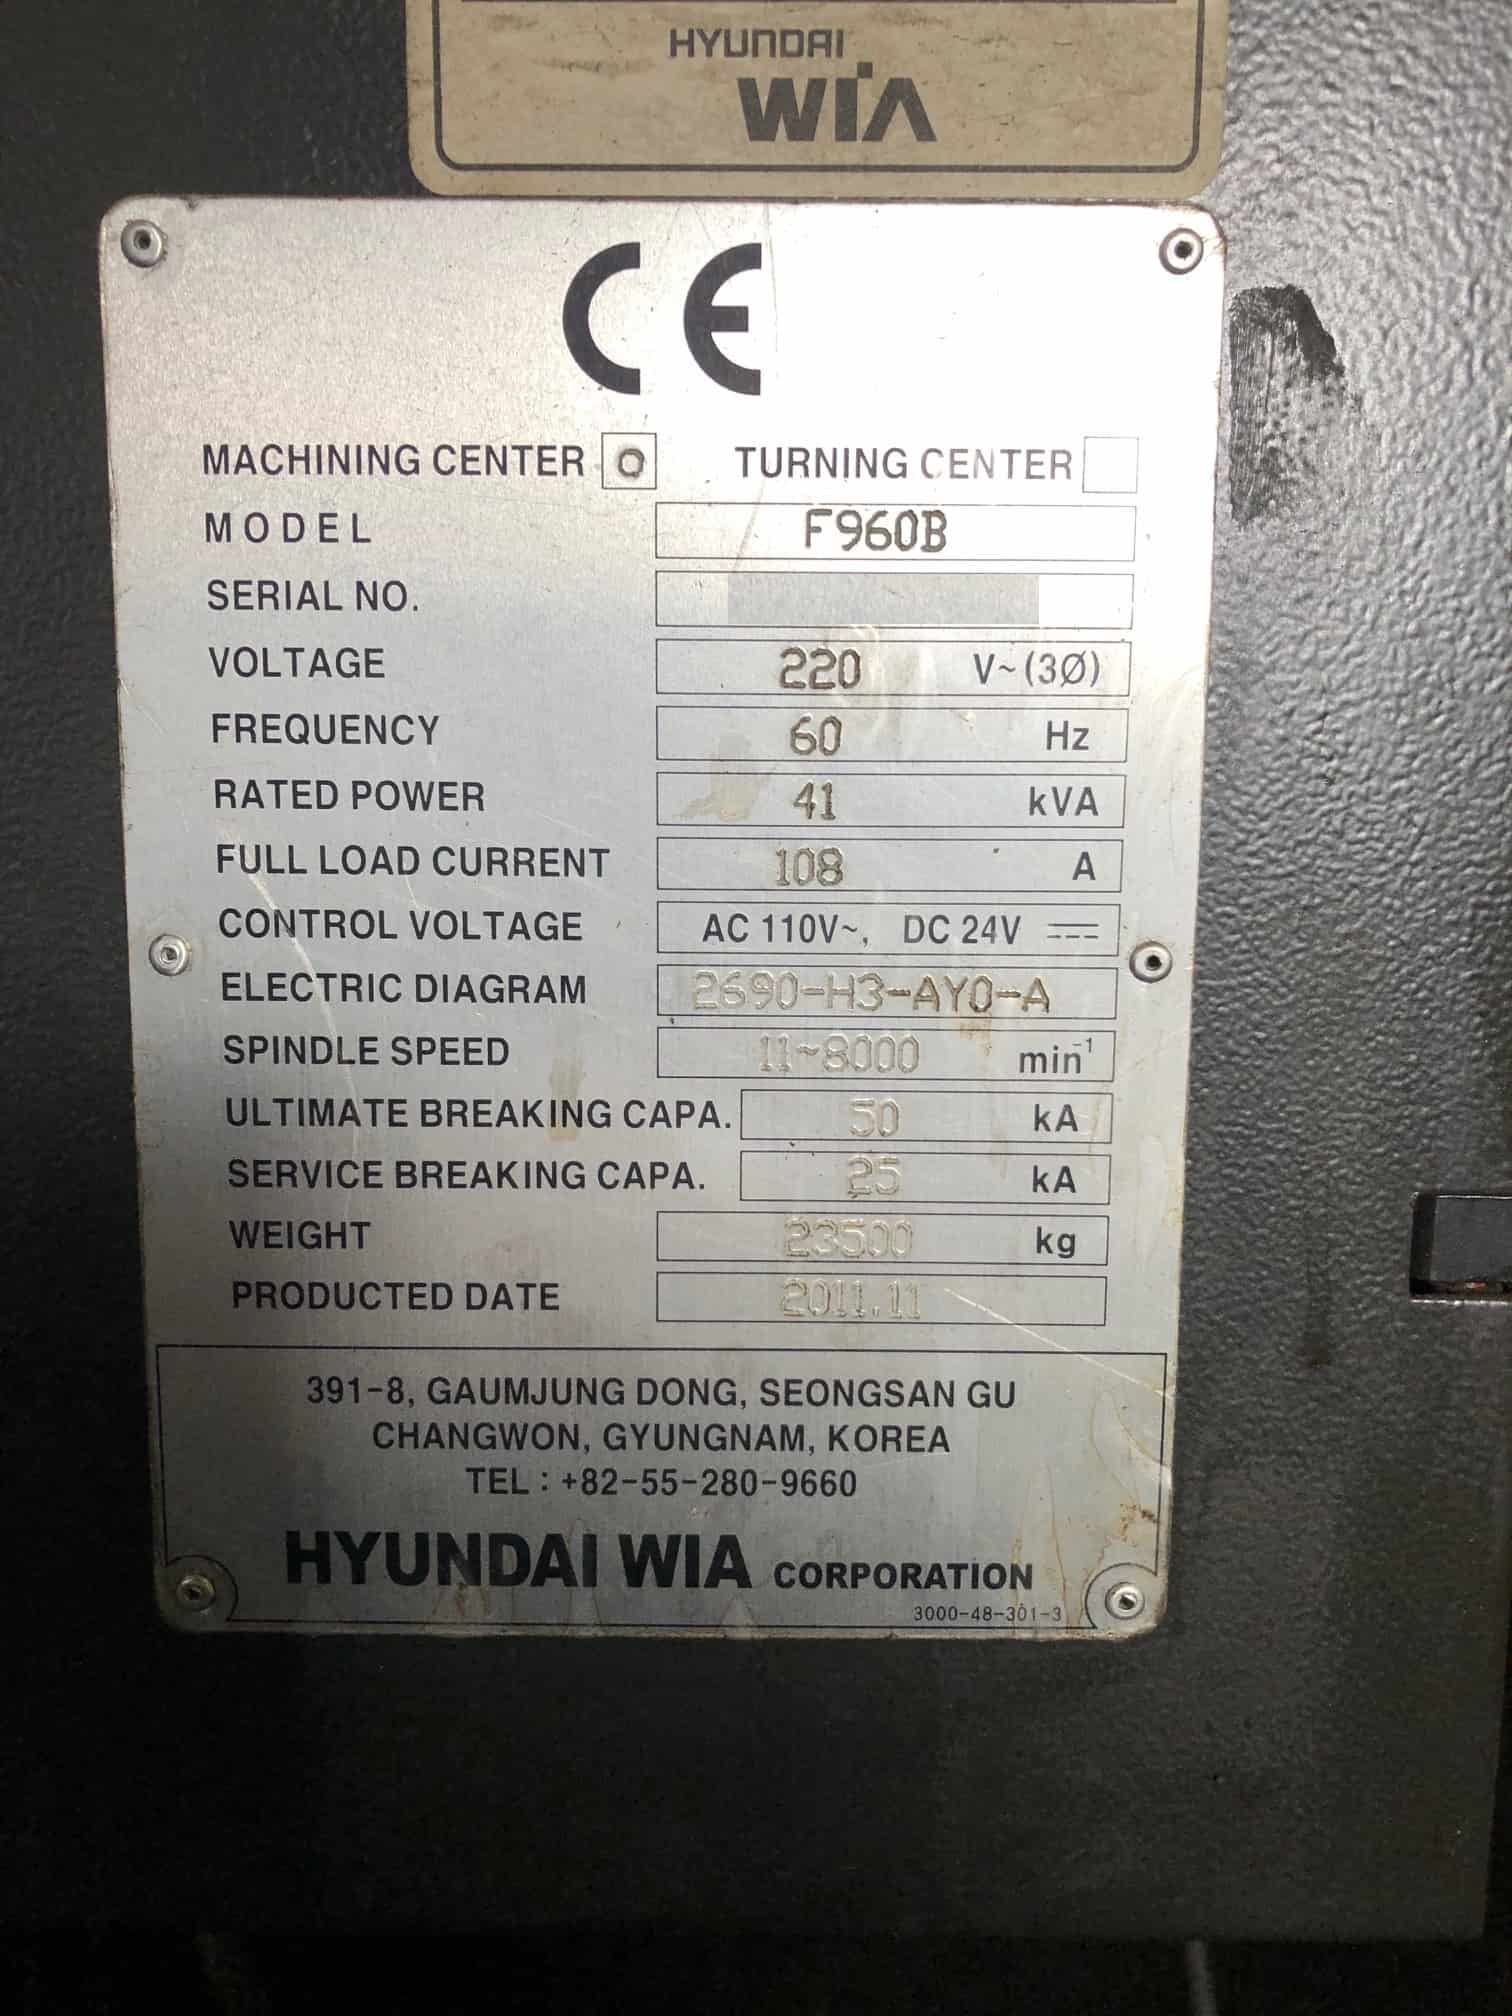 HYUNDAI
WIA
CE
MACHINING CENTER O TURNING CENTER
MODEL F960B
SERIAL NO.
VOLTAGE 220 V~(3Ø)
FREQUENCY 60 Hz
RATED POWER 41 kVA
FULL LOAD CURRENT 108 A
CONTROL VOLTAGE AC 110V~, DC 24V ⎓
ELECTRIC DIAGRAM 2690-H3-AY0-A
SPINDLE SPEED 11~8000 min⁻¹
ULTIMATE BREAKING CAPA. 50 kA
SERVICE BREAKING CAPA. 25 kA
WEIGHT 23500 kg
PRODUCTED DATE 2011.11
391-8, GAUMJUNG DONG, SEONGSAN GU
CHANGWON, GYUNGNAM, KOREA
TEL : +82-55-280-9660
HYUNDAI WIA CORPORATION
3000-48-301-3